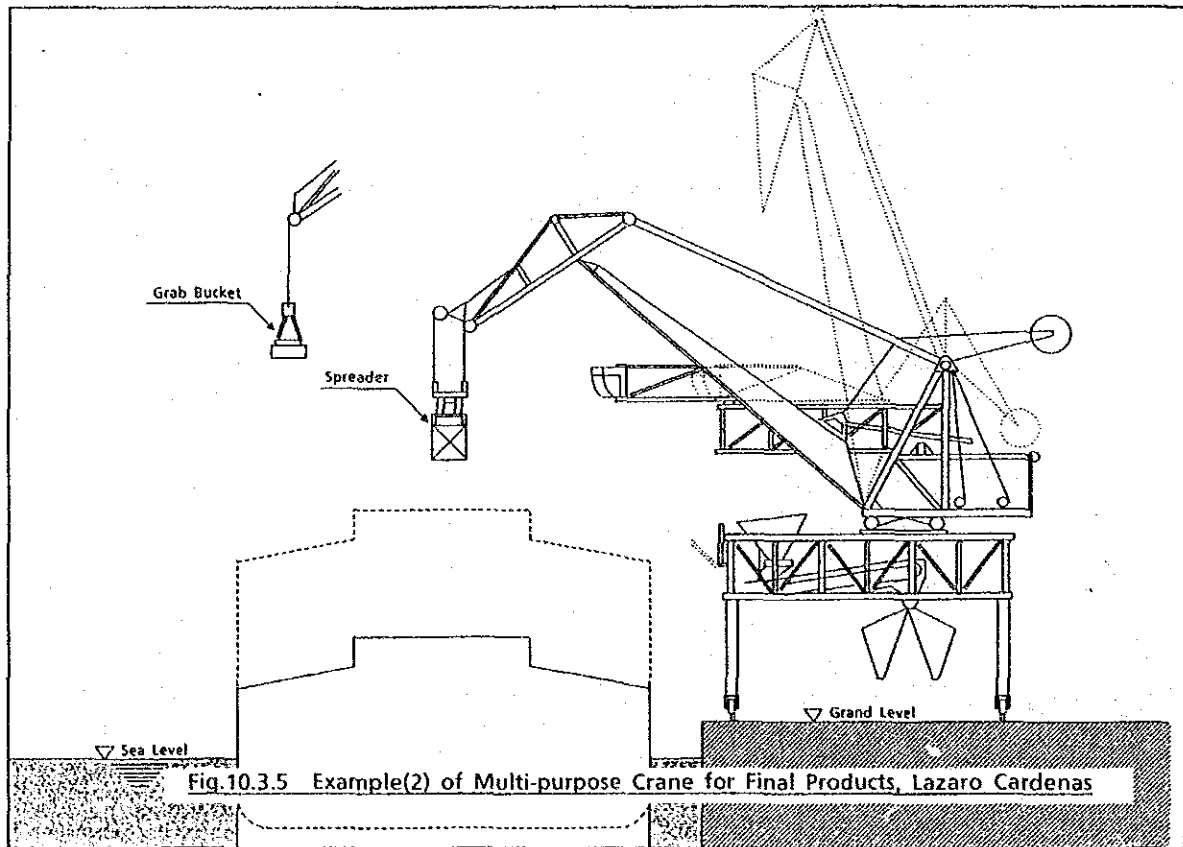 Grab Bucket
Spreader
Grand Level
Sea Level
Fig.10.3.5 Example(2) of Multi-purpose Crane for Final Products, Lazaro Cardenas